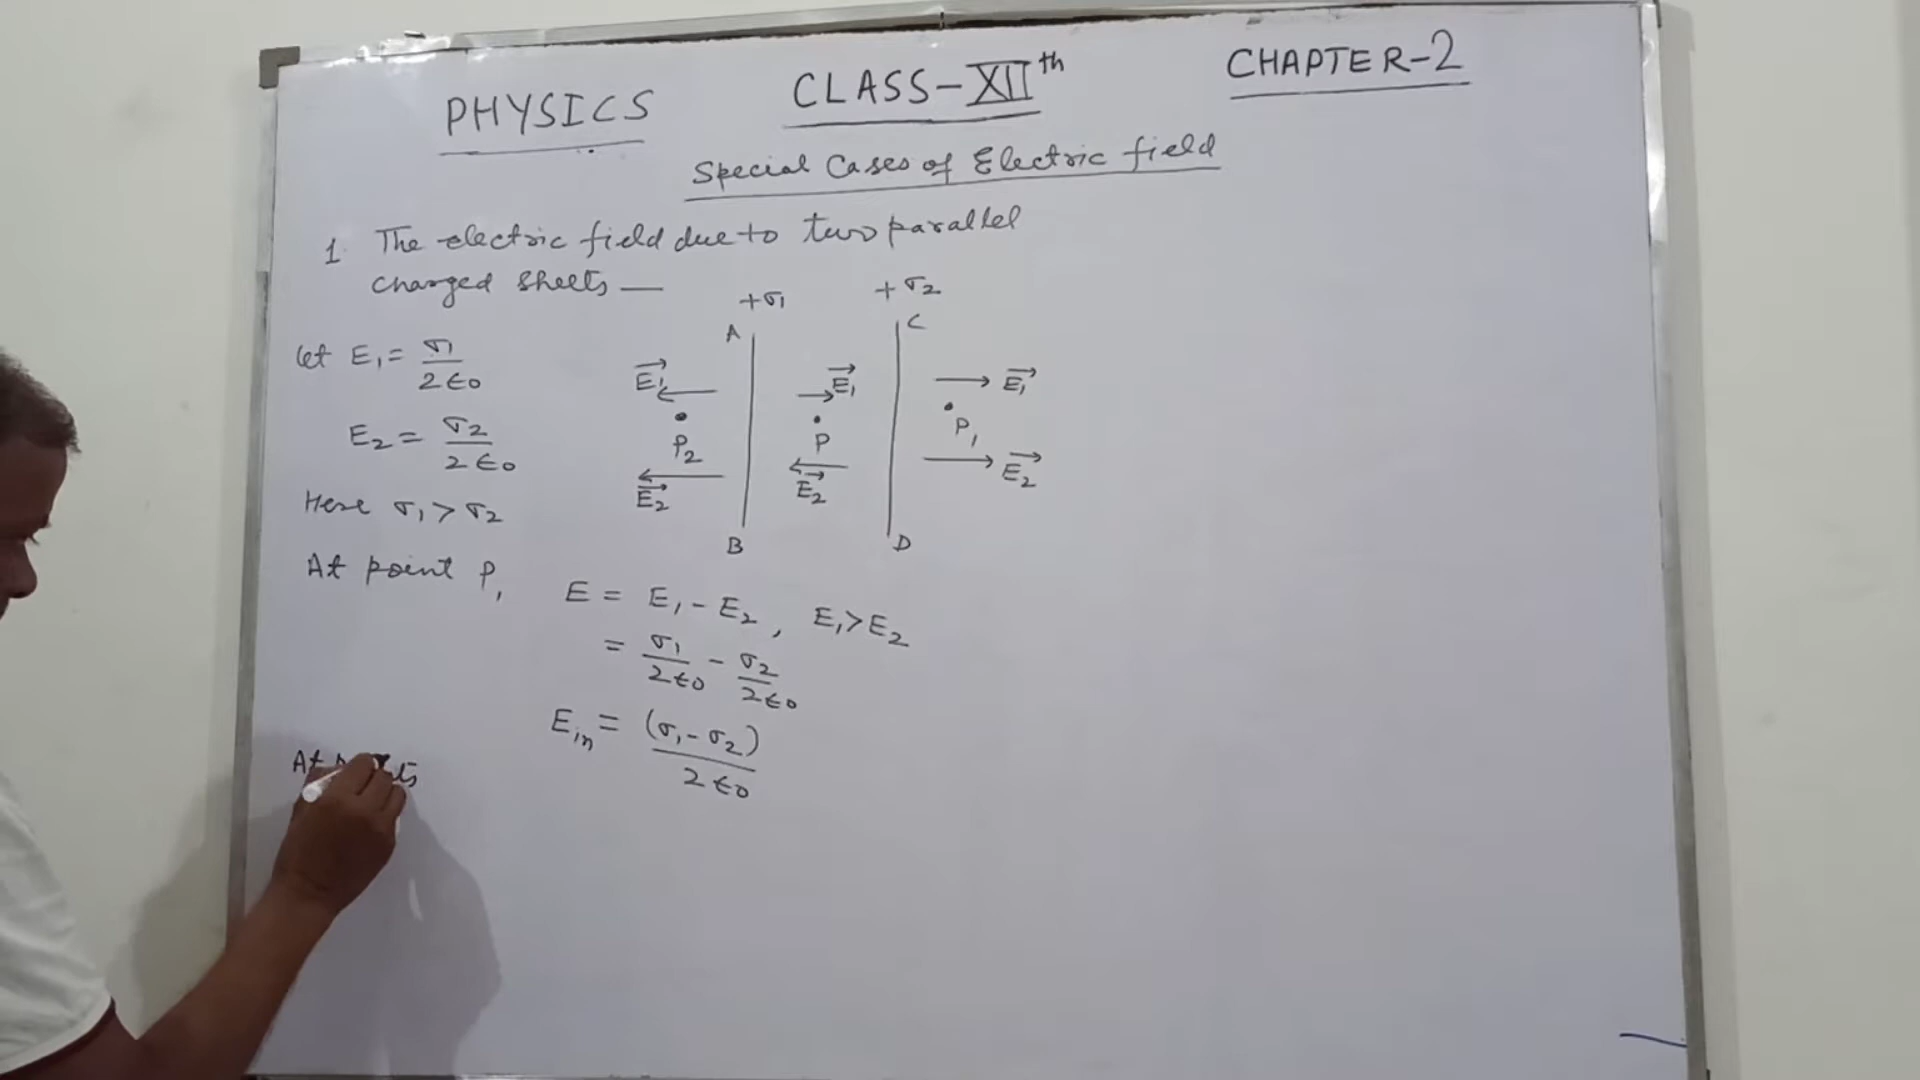 PHYSICS CLASS-XIIth CHAPTER-2
Special Cases of Electric field
1. The electric field due to two parallel
charged sheets —
+σ1 +σ2
A C
Let E1 = σ1/2ϵ0
E1 E1 E1
E2 = σ2/2ϵ0
P2 P P1
E2 E2 E2
Here σ1 > σ2
B D
At point P,
E = E1 - E2, E1 > E2
= σ1/2ϵ0 - σ2/2ϵ0
Ein = (σ1 - σ2)/2ϵ0
At